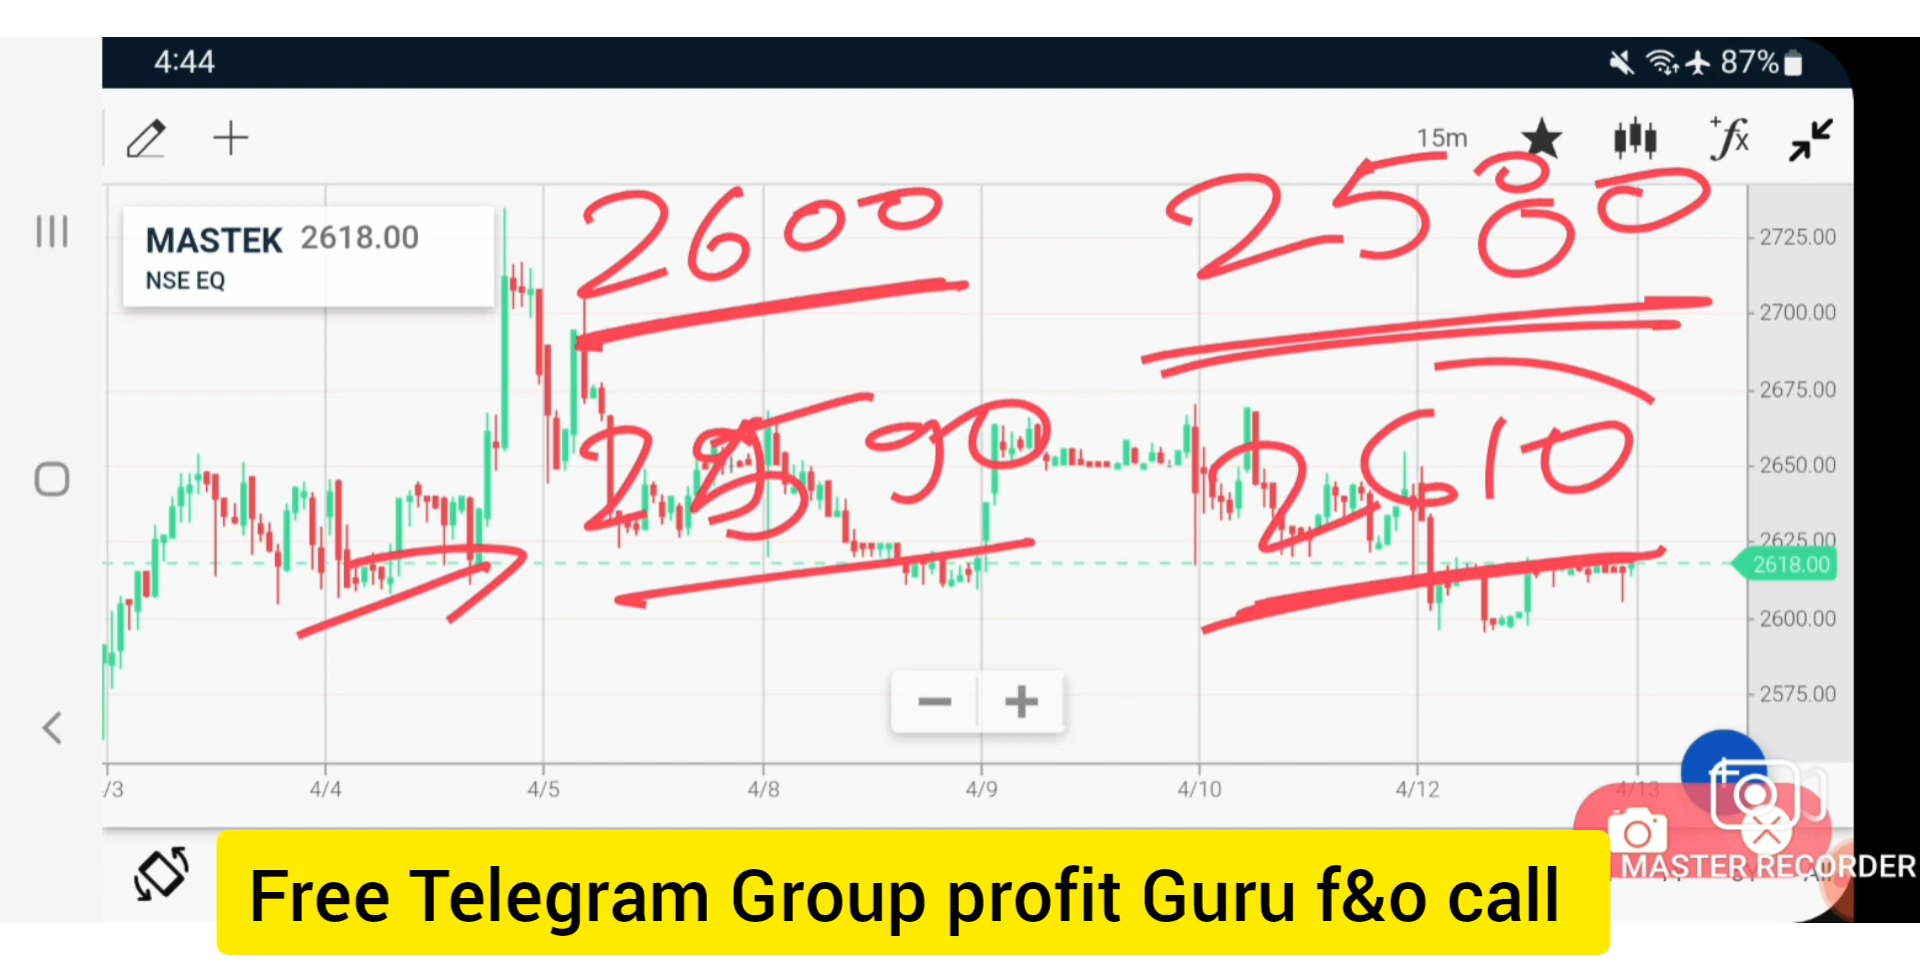 4:44
87%
15m
MASTEK 2618.00
NSE EQ
2600
2580
2590
2610
2725.00
2700.00
2675.00
2650.00
2625.00
2618.00
2600.00
2575.00
/3 4/4 4/5 4/8 4/9 4/10 4/12 4/13
MASTER RECORDER
Free Telegram Group profit Guru f&o call